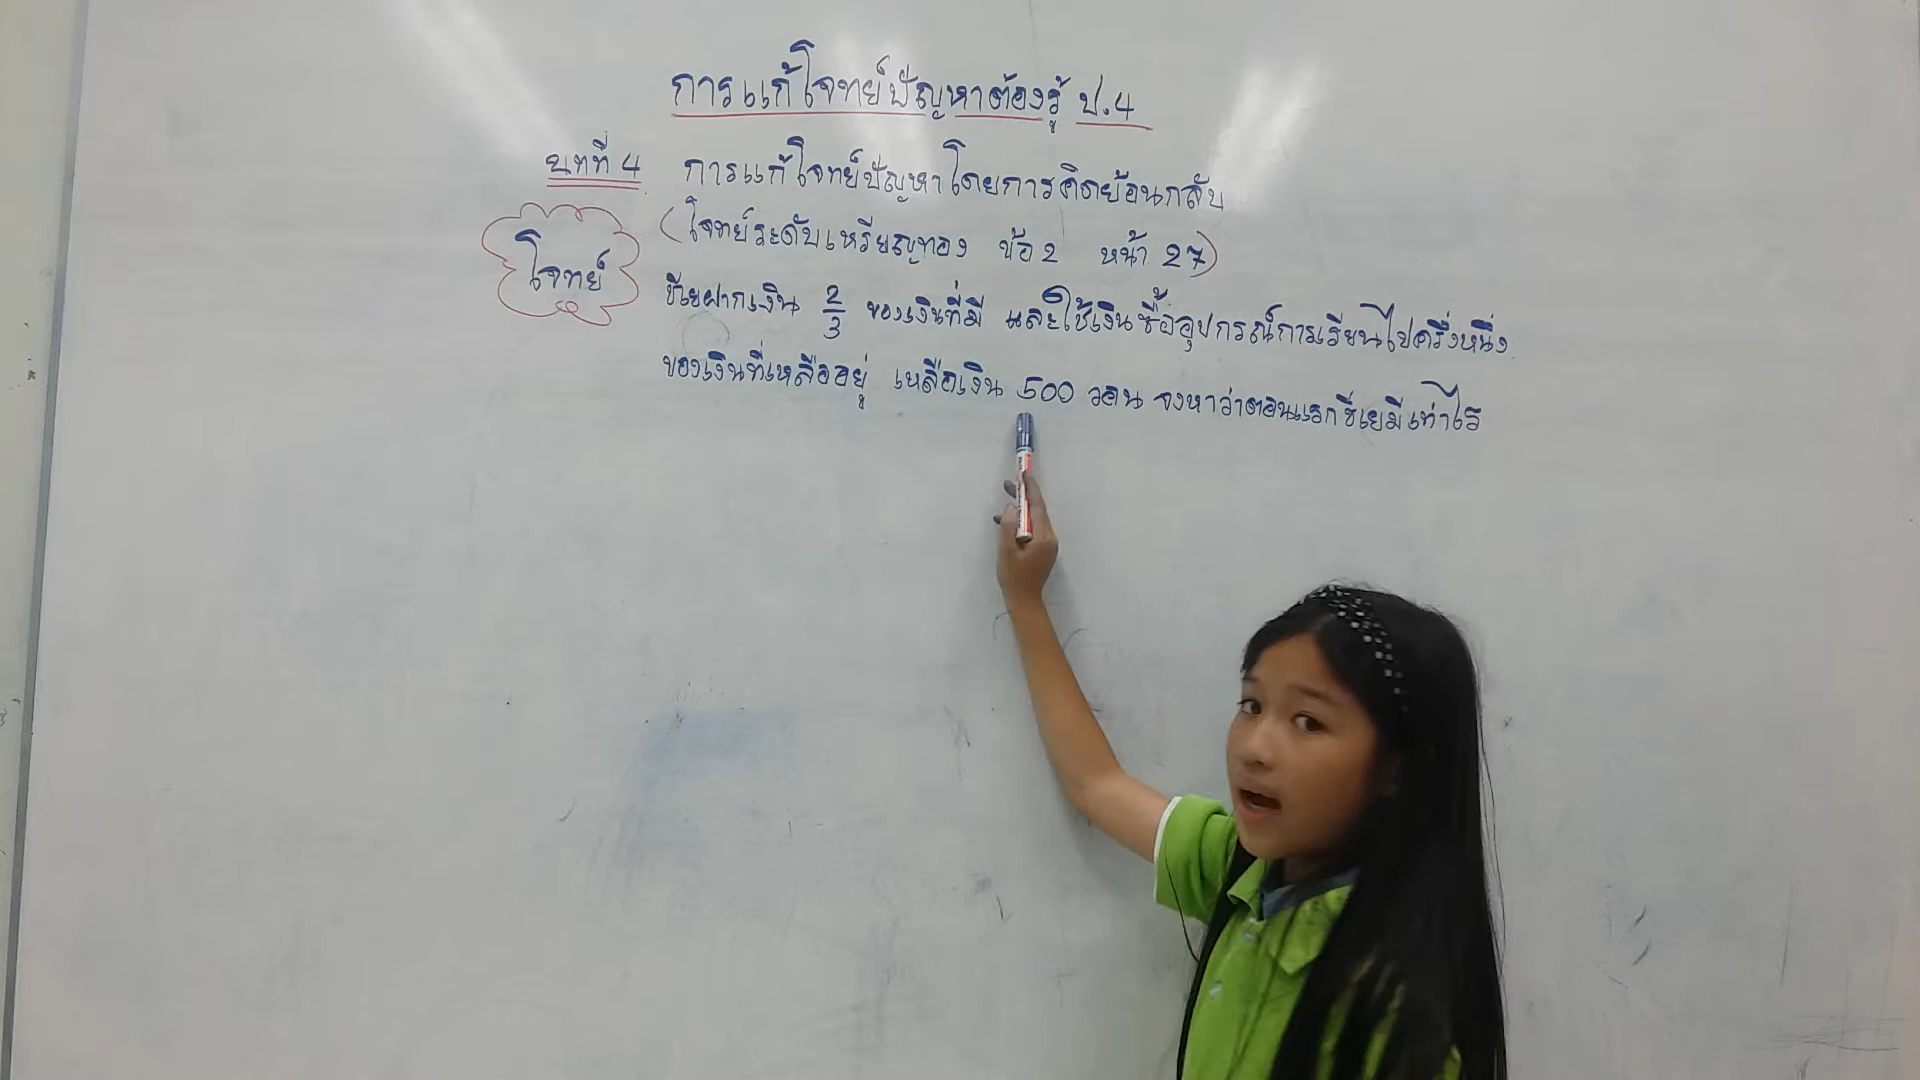 การแก้โจทย์ปัญหาต้องรู้ ป.4
บทที่ 4 การแก้โจทย์ปัญหาโดยการคิดย้อนกลับ
(โจทย์ระดับเหรียญทอง ข้อ 2 หน้า 27)
โจทย์
ชีเยฝากเงิน 2/3 ของเงินที่มี และใช้เงินซื้ออุปกรณ์การเรียนไปครึ่งหนึ่ง
ของเงินที่เหลืออยู่ เหลือเงิน 500 วอน จงหาว่าตอนแรกชีเยมีเท่าไร